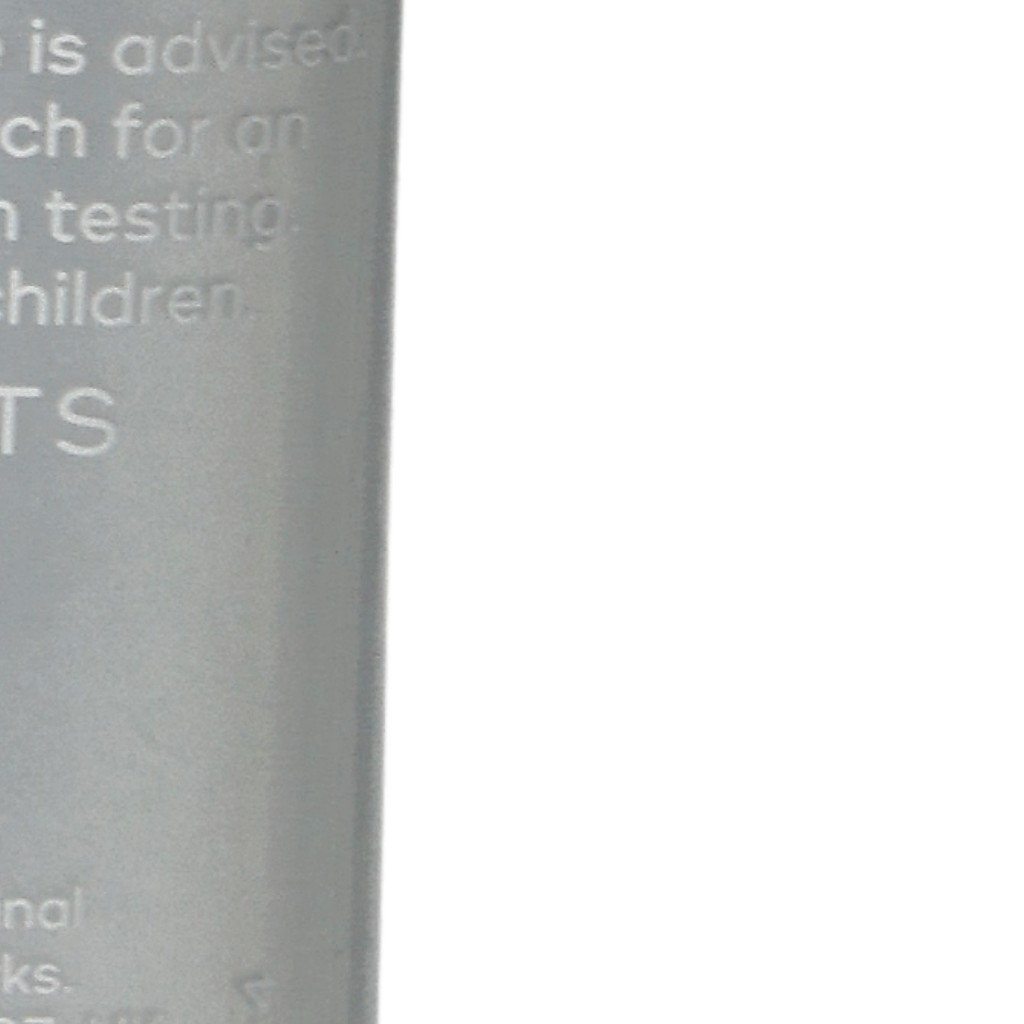 is advised.
ch for an
testing.
children.
TS
nal
ks.